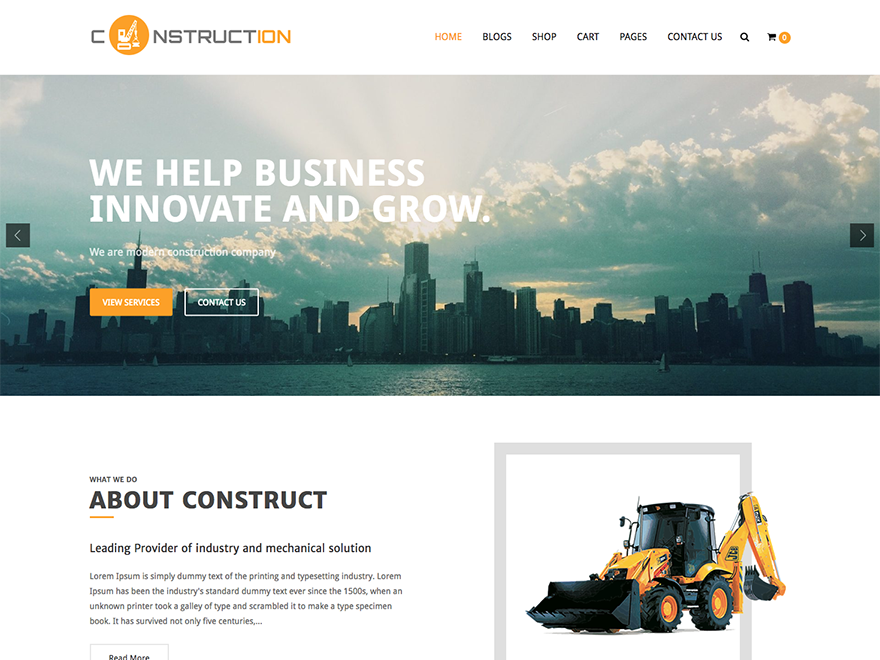 CONSTRUCTION
HOME BLOGS SHOP CART PAGES CONTACT US 0
WE HELP BUSINESS
INNOVATE AND GROW.
We are modern construction company
VIEW SERVICES CONTACT US
WHAT WE DO
ABOUT CONSTRUCT
Leading Provider of industry and mechanical solution
Lorem Ipsum is simply dummy text of the printing and typesetting industry. Lorem
Ipsum has been the industry's standard dummy text ever since the 1500s, when an
unknown printer took a galley of type and scrambled it to make a type specimen
book. It has survived not only five centuries,...
Read More